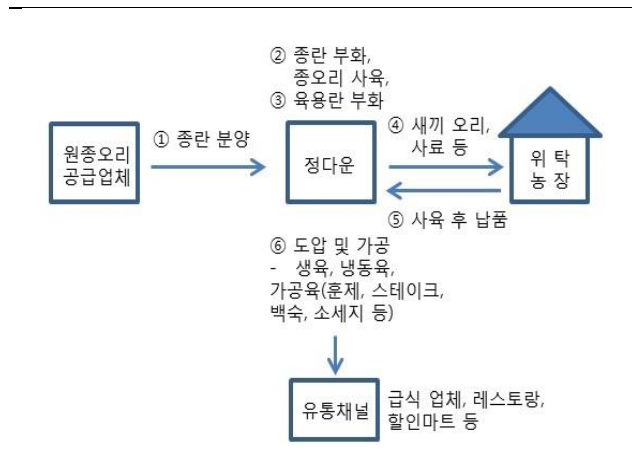 ② 종란 부화,
종오리 사육,
③ 육용란 부화
원종오리
공급업체
① 종란 분양
정다운
④ 새끼 오리,
사료 등
위 탁
농 장
⑤ 사육 후 납품
⑥ 도압 및 가공
- 생육, 냉동육,
가공육(훈제, 스테이크,
백숙, 소세지 등)
유통채널
급식 업체, 레스토랑,
할인마트 등